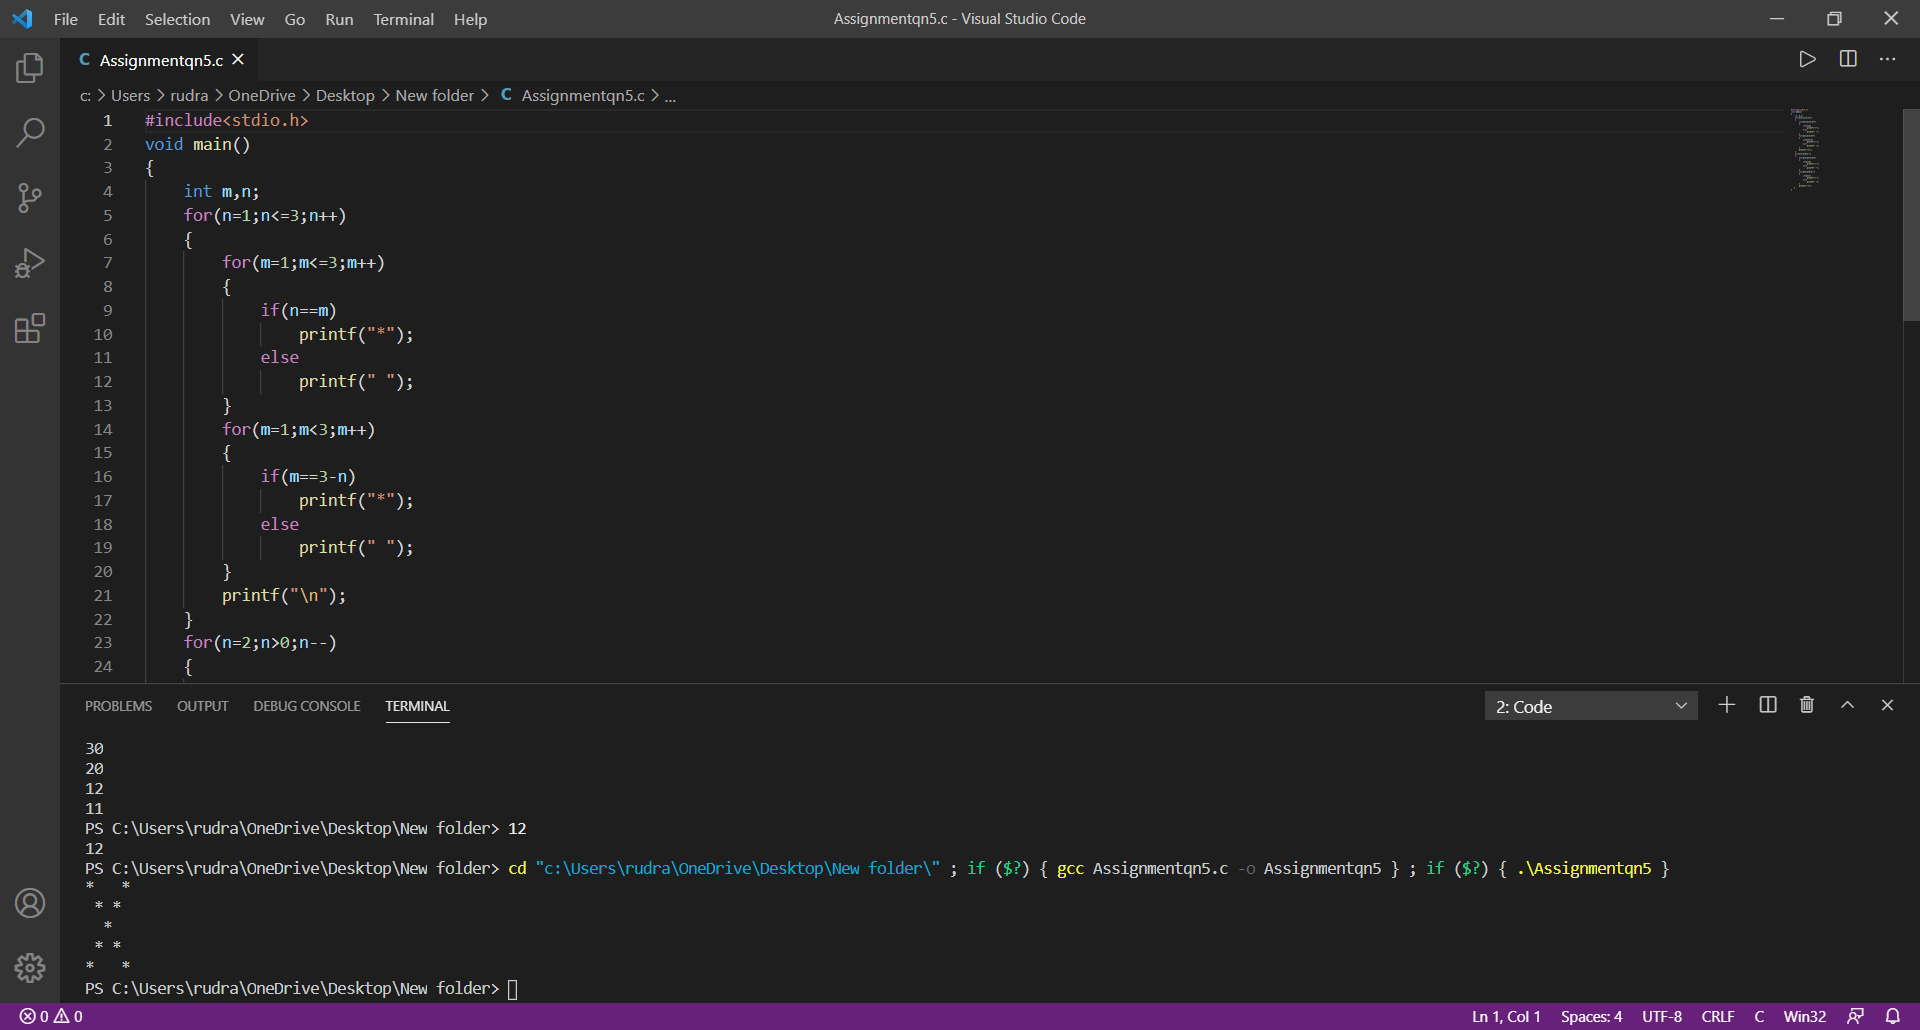 File Edit Selection View Go Run Terminal Help Assignmentqn5.c - Visual Studio Code
C Assignmentqn5.c
c: > Users > rudra > OneDrive > Desktop > New folder > C Assignmentqn5.c > ...
1 #include<stdio.h>
2 void main()
3 {
4     int m,n;
5     for(n=1;n<=3;n++)
6     {
7         for(m=1;m<=3;m++)
8         {
9             if(n==m)
10                 printf("*");
11             else
12                 printf(" ");
13         }
14         for(m=1;m<3;m++)
15         {
16             if(m==3-n)
17                 printf("*");
18             else
19                 printf(" ");
20         }
21         printf("\n");
22     }
23     for(n=2;n>0;n--)
24     {
PROBLEMS OUTPUT DEBUG CONSOLE TERMINAL 2: Code
30
20
12
11
PS C:\Users\rudra\OneDrive\Desktop\New folder> 12
12
PS C:\Users\rudra\OneDrive\Desktop\New folder> cd "c:\Users\rudra\OneDrive\Desktop\New folder\" ; if ($?) { gcc Assignmentqn5.c -o Assignmentqn5 } ; if ($?) { .\Assignmentqn5 }
*   *
 * *
  *
 * *
*   *
PS C:\Users\rudra\OneDrive\Desktop\New folder>
0 0 Ln 1, Col 1 Spaces: 4 UTF-8 CRLF C Win32